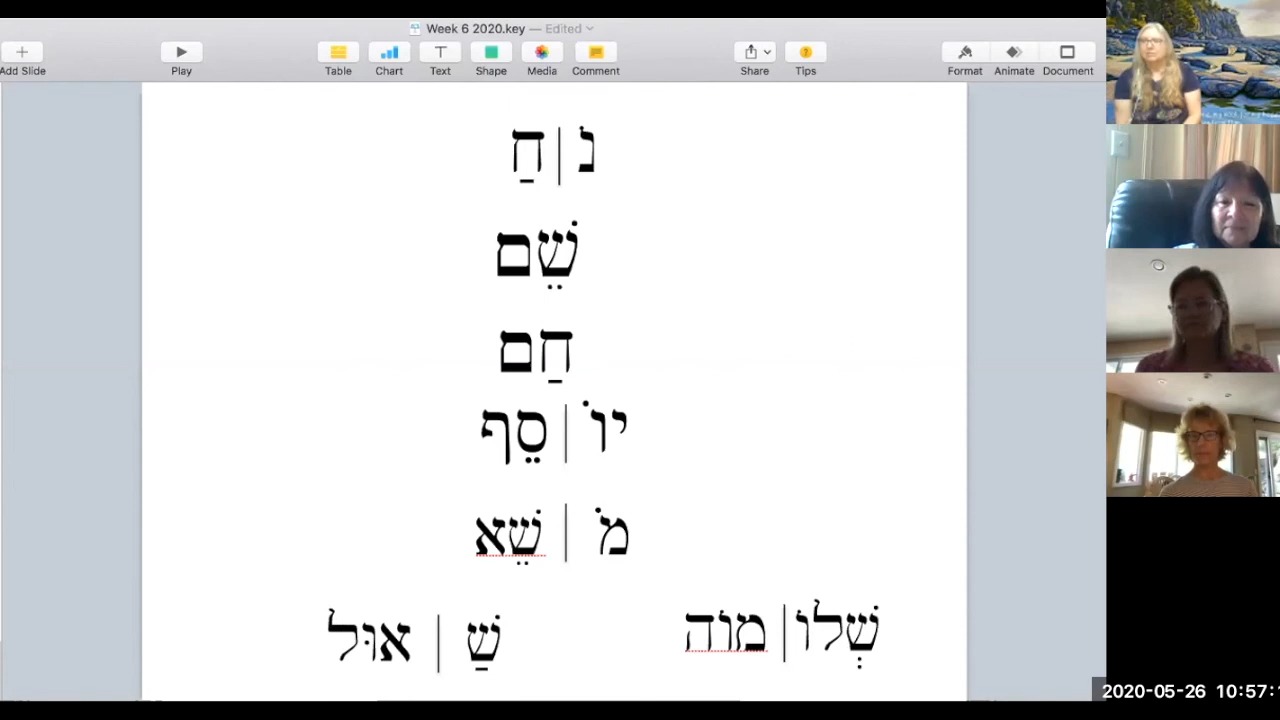 Week 6 2020.key — Edited
Add Slide Play Table Chart Text Shape Media Comment Share Tips Format Animate Document
נֹ|חַ
שֵׁם
חַם
יוֹ|סֵף
מֹ | שֵׁא
שְׁלוֹ|מוֹה
שַׁ | אוּל
2020-05-26 10:57: